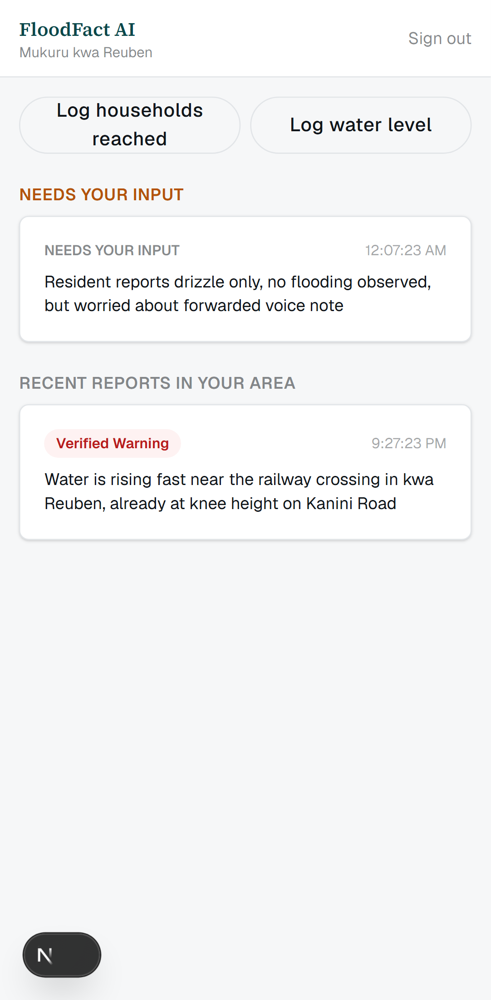 FloodFact AI
Mukuru kwa Reuben
Sign out
Log households
reached
Log water level
NEEDS YOUR INPUT
NEEDS YOUR INPUT
12:07:23 AM
Resident reports drizzle only, no flooding observed,
but worried about forwarded voice note
RECENT REPORTS IN YOUR AREA
Verified Warning
9:27:23 PM
Water is rising fast near the railway crossing in kwa
Reuben, already at knee height on Kanini Road
N